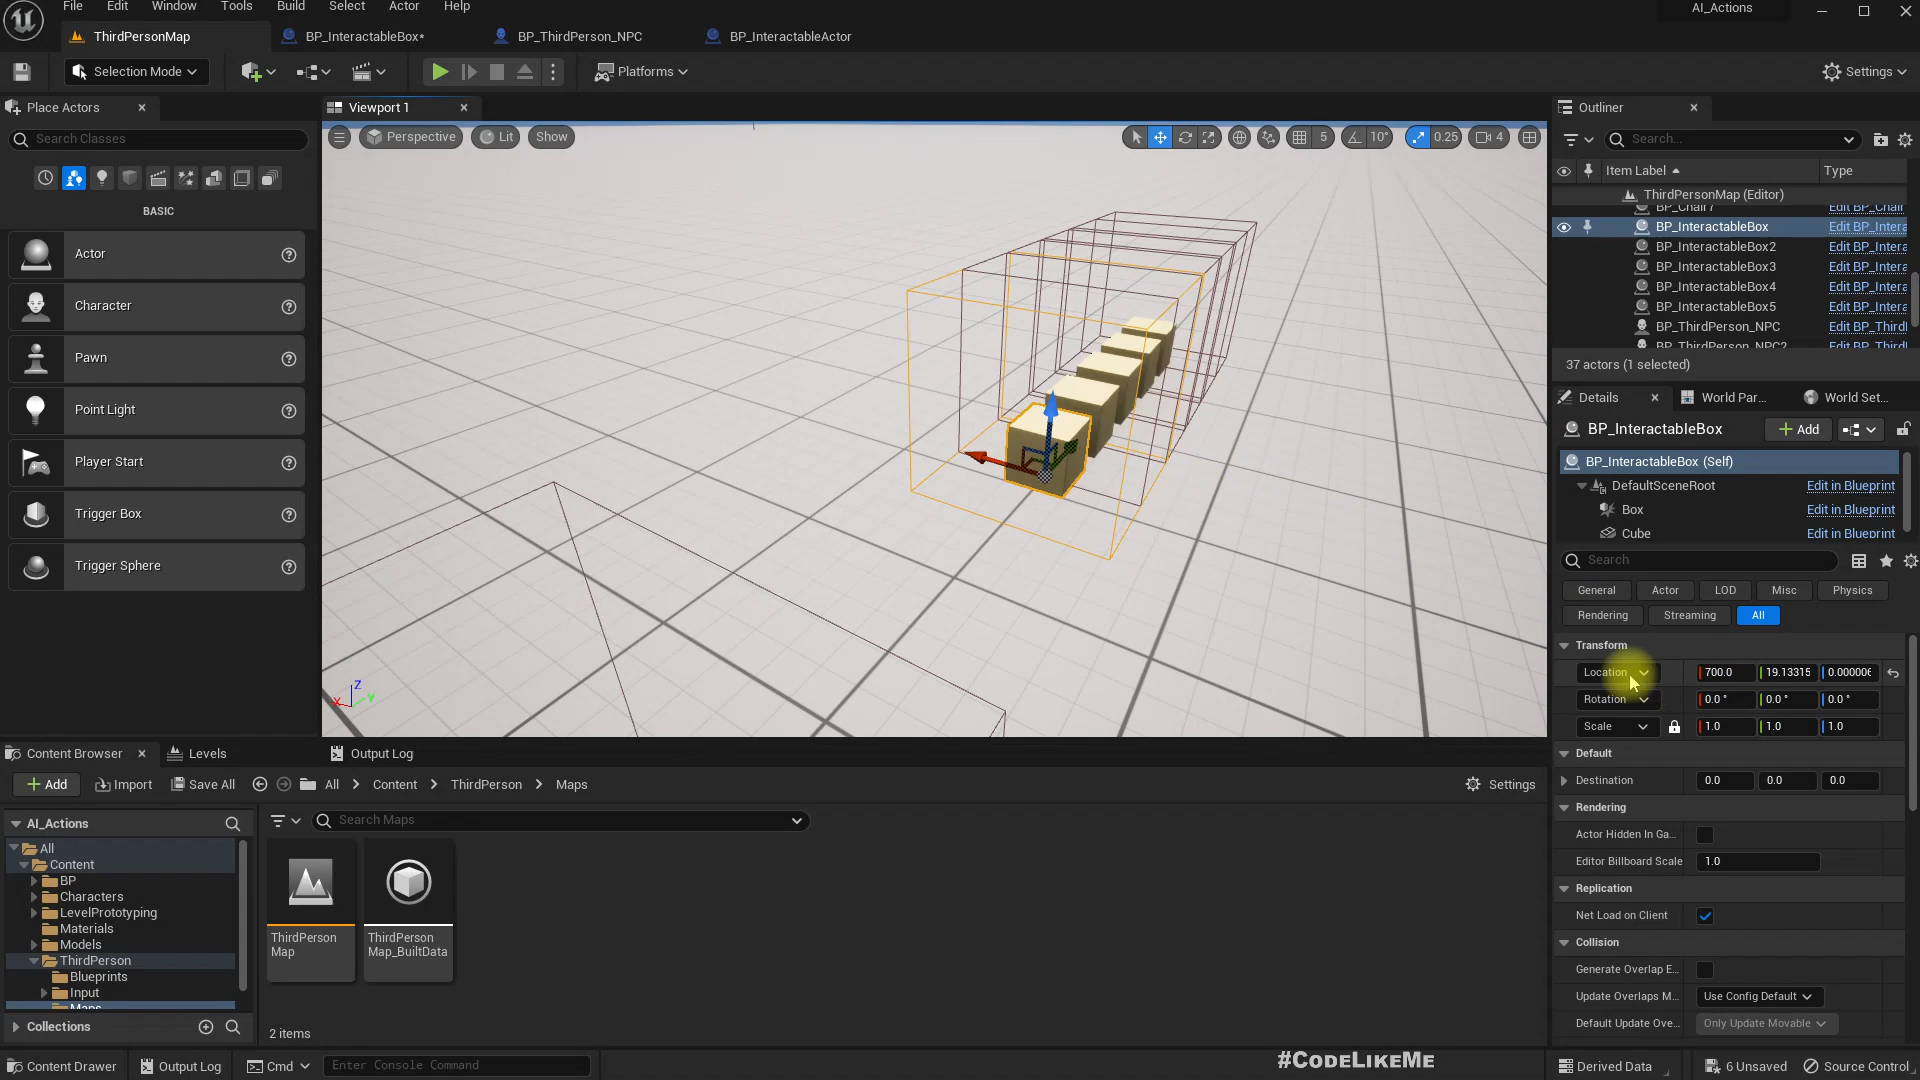 File Edit Window Tools Build Select Actor Help
AI_Actions
ThirdPersonMap
BP_InteractableBox*
BP_ThirdPerson_NPC
BP_InteractableActor
Selection Mode
Platforms
Settings
Place Actors
Search Classes
BASIC
Actor
Character
Pawn
Point Light
Player Start
Trigger Box
Trigger Sphere
Viewport 1
Perspective
Lit
Show
5
10°
0.25
4
Z
X
Y
Outliner
Search...
Item Label
Type
ThirdPersonMap (Editor)
BP_Chair7 Edit BP_Chair
BP_InteractableBox Edit BP_Intera
BP_InteractableBox2 Edit BP_Intera
BP_InteractableBox3 Edit BP_Intera
BP_InteractableBox4 Edit BP_Intera
BP_InteractableBox5 Edit BP_Intera
BP_ThirdPerson_NPC Edit BP_Third
BP_ThirdPerson_NPC2 Edit BP_Third
37 actors (1 selected)
Details
World Par...
World Set...
BP_InteractableBox
Add
BP_InteractableBox (Self)
DefaultSceneRoot Edit in Blueprint
Box Edit in Blueprint
Cube Edit in Blueprint
Search
General Actor LOD Misc Physics
Rendering Streaming All
Transform
Location 700.0 19.13315 0.000006
Rotation 0.0 ° 0.0 ° 0.0 °
Scale 1.0 1.0 1.0
Default
Destination 0.0 0.0 0.0
Rendering
Actor Hidden In Ga...
Editor Billboard Scale 1.0
Replication
Net Load on Client
Collision
Generate Overlap E...
Update Overlaps M... Use Config Default
Default Update Ove... Only Update Movable
Content Browser
Levels
Output Log
Add
Import
Save All
All > Content > ThirdPerson > Maps
Settings
AI_Actions
All
Content
BP
Characters
LevelPrototyping
Materials
Models
ThirdPerson
Blueprints
Input
Maps
Collections
Search Maps
ThirdPerson
Map
ThirdPerson
Map_BuiltData
2 items
Content Drawer
Output Log
Cmd
Enter Console Command
#CODELIKEME
Derived Data
6 Unsaved
Source Control